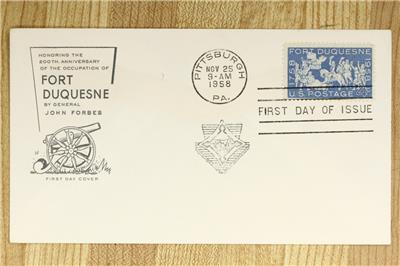 HONORING THE
200TH. ANNIVERSARY
OF THE OCCUPATION OF
FORT
DUQUESNE
BY GENERAL
JOHN FORBES
FIRST DAY COVER
PITTSBURGH
NOV 25
9-AM
1958
PA.
FORT DUQUESNE
1758
1958
U.S. POSTAGE 4¢
FIRST DAY OF ISSUE